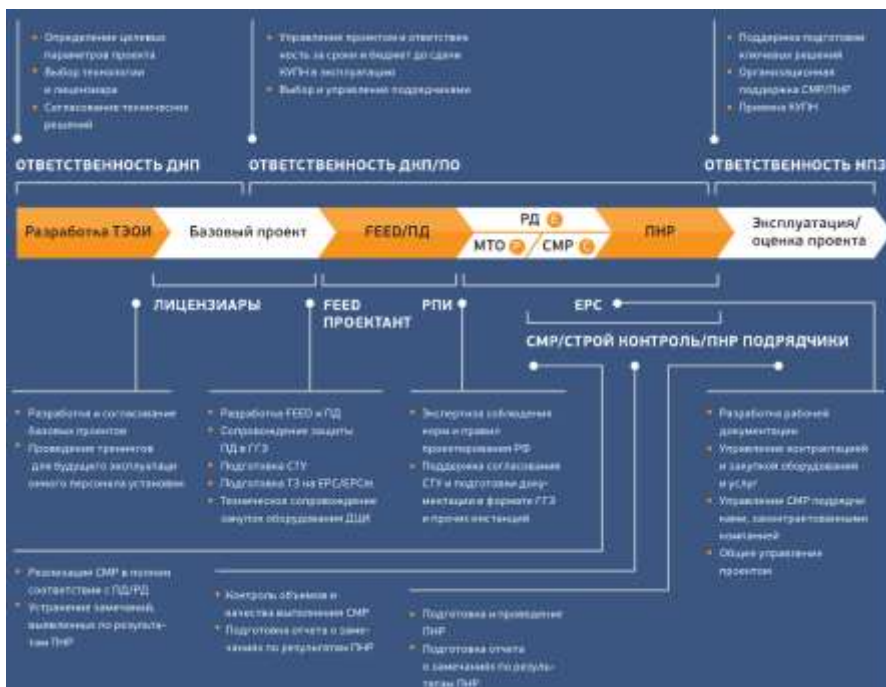 Определение целевых
параметров проекта
Выбор технологии
и лицензиара
Согласование технических
решений
Управление проектом и ответствен
ность за сроки и бюджет до сдачи
КУПН в эксплуатацию
Выбор и управление подрядчиками
Поддержка подготовки
ключевых решений
Организационная
поддержка СМР/ПНР
Приемка КУПН
ОТВЕТСТВЕННОСТЬ ДНП
ОТВЕТСТВЕННОСТЬ ДКП/ПО
ОТВЕТСТВЕННОСТЬ НПЗ
Разработка ТЭОИ
Базовый проект
FEED/ПД
РД E
МТО P / СМР C
ПНР
Эксплуатация/
оценка проекта
ЛИЦЕНЗИАРЫ
FEED
ПРОЕКТАНТ
РПИ
EPC
СМР/СТРОЙ КОНТРОЛЬ/ПНР ПОДРЯДЧИКИ
Разработка и согласование
базовых проектов
Проведение тренингов
для будущего эксплуатаци
онного персонала установки
Разработка FEED и ПД
Сопровождение защиты
ПД в ГГЭ
Подготовка СТУ
Подготовка ТЗ на EPC/EPCM
Техническое сопровождение
закупок оборудования ДЦИ
Экспертиза соблюдения
норм и правил
проектирования РФ
Поддержка согласования
СТУ и подготовки доку-
ментации в формате ГГЭ
и прочих инстанций
Разработка рабочей
документации
Управление контрактацией
и закупкой оборудования
и услуг
Управление СМР подрядчи
ками, законтрактованными
компанией
Общее управление
проектом
Реализация СМР в полном
соответствие с ПД/РД
Устранение замечаний,
выявленных по результа-
там ПНР
Контроль объемов и
качества выполнения СМР
Подготовка отчета о заме-
чаниях по результатам ПНР
Подготовка и проведение
ПНР
Подготовка отчета
о замечаниях по резуль-
татам ПНР